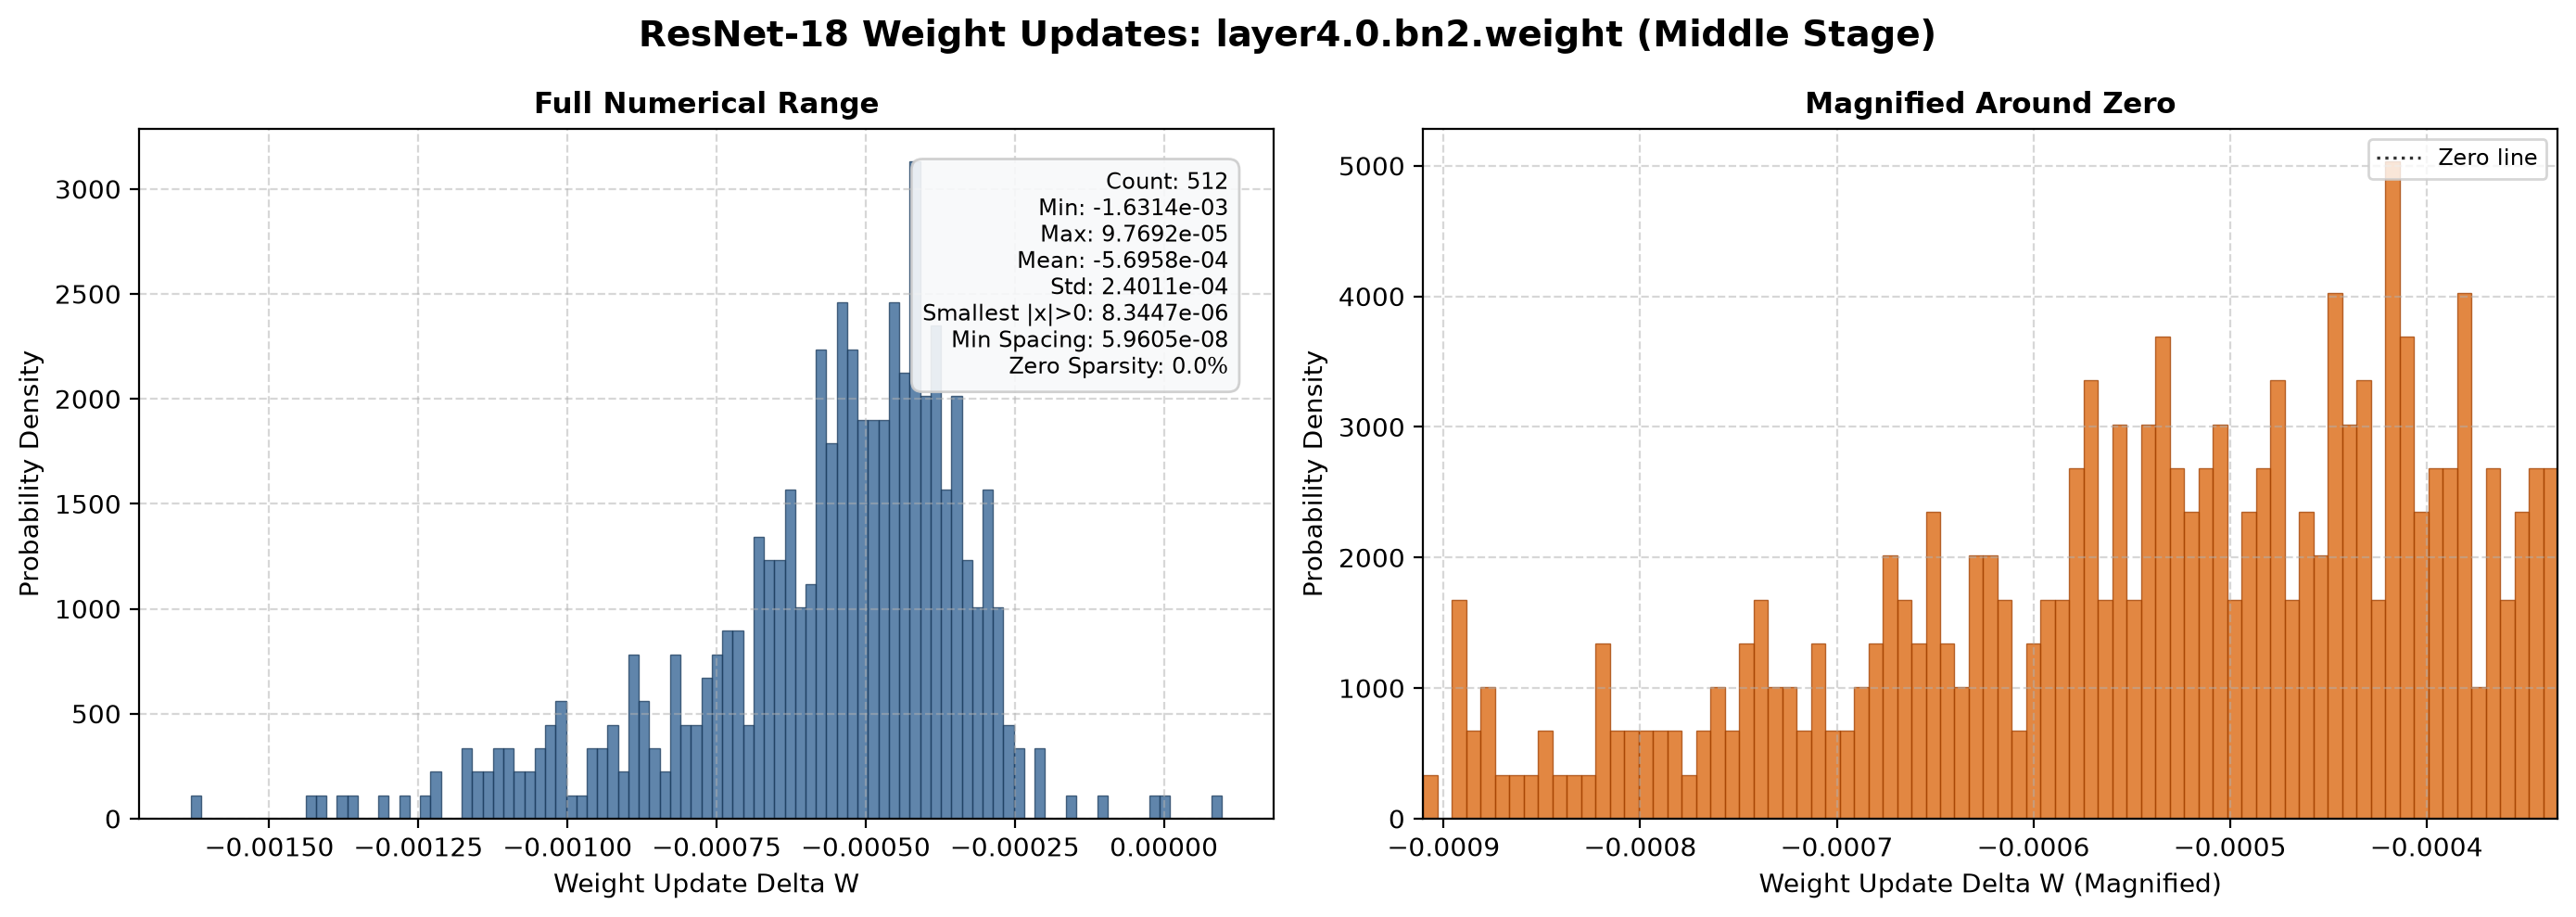 ResNet-18 Weight Updates: layer4.0.bn2.weight (Middle Stage)
Full Numerical Range
Probability Density
3000
2500
2000
1500
1000
500
0
Count: 512
Min: -1.6314e-03
Max: 9.7692e-05
Mean: -5.6958e-04
Std: 2.4011e-04
Smallest |x|>0: 8.3447e-06
Min Spacing: 5.9605e-08
Zero Sparsity: 0.0%
−0.00150 −0.00125 −0.00100 −0.00075 −0.00050 −0.00025 0.00000
Weight Update Delta W
Magnified Around Zero
Probability Density
5000
4000
3000
2000
1000
0
Zero line
−0.0009 −0.0008 −0.0007 −0.0006 −0.0005 −0.0004
Weight Update Delta W (Magnified)